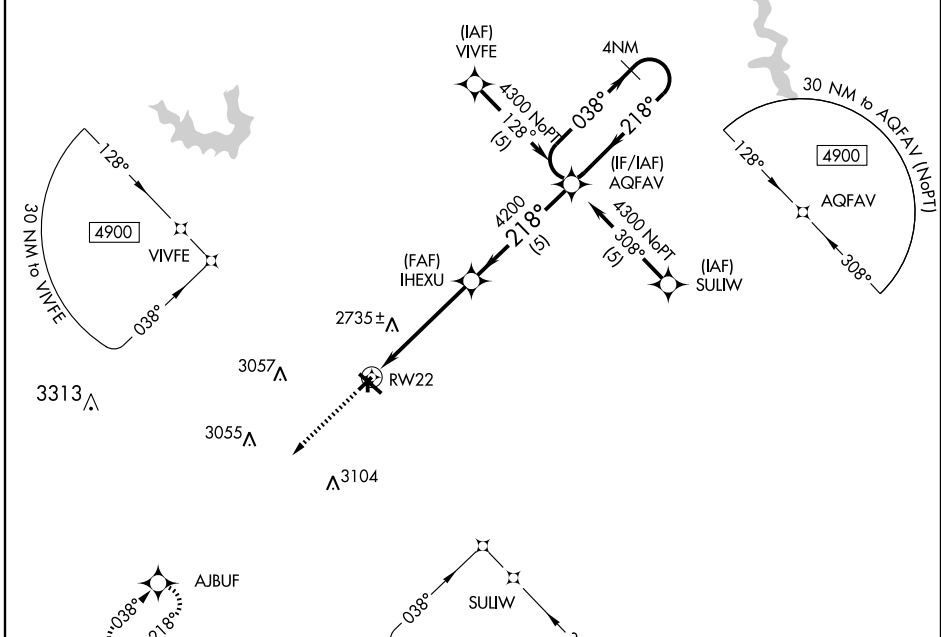 (IAF)
VIVFE
4NM
4300 NoPT
128°
(5)
038°
218°
30 NM to AQFAV (NoPT)
128°
4900
AQFAV
308°
128°
4900
VIVFE
30 NM to VIVFE
038°
(IF/IAF)
AQFAV
4200
218°
(5)
4300 NoPT
308°
(5)
(IAF)
SULIW
(FAF)
IHEXU
2735±
3057
RW22
3313
3055
3104
AJBUF
038°
218°
038°
SULIW